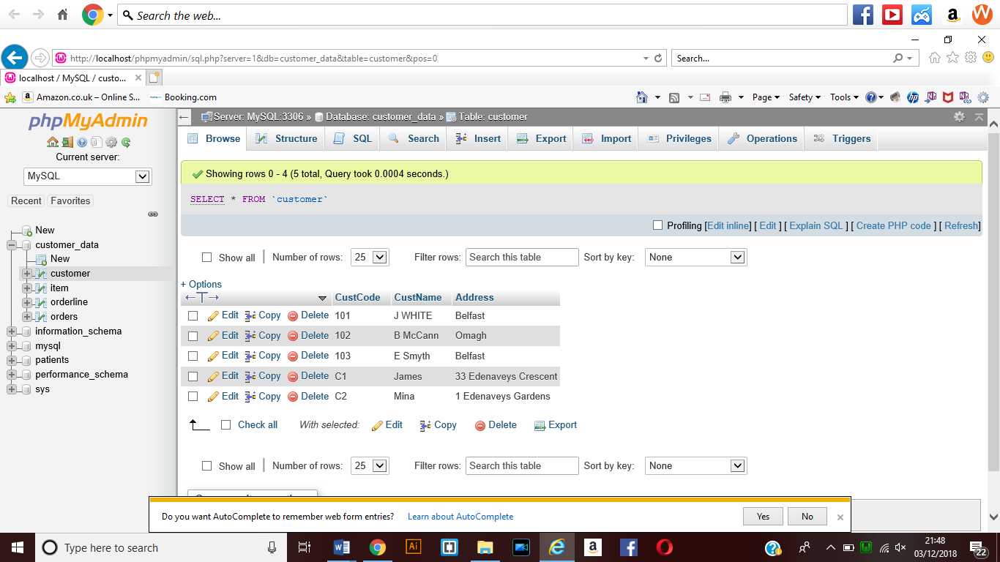 Search the web...
http://localhost/phpmyadmin/sql.php?server=1&db=customer_data&table=customer&pos=0
Search...
localhost / MySQL / custo...
Amazon.co.uk – Online S...
Booking.com
Page
Safety
Tools
phpMyAdmin
Current server:
MySQL
Recent
Favorites
New
customer_data
New
customer
item
orderline
orders
information_schema
mysql
patients
performance_schema
sys
Server: MySQL:3306 » Database: customer_data » Table: customer
Browse Structure SQL Search Insert Export Import Privileges Operations Triggers
Showing rows 0 - 4 (5 total, Query took 0.0004 seconds.)
SELECT * FROM `customer`
Profiling [Edit inline] [ Edit ] [ Explain SQL ] [ Create PHP code ] [ Refresh]
Show all | Number of rows: 25 Filter rows: Search this table Sort by key: None
+ Options
CustCode CustName Address
Edit Copy Delete 101 J WHITE Belfast
Edit Copy Delete 102 B McCann Omagh
Edit Copy Delete 103 E Smyth Belfast
Edit Copy Delete C1 James 33 Edenaveys Crescent
Edit Copy Delete C2 Mina 1 Edenaveys Gardens
Check all With selected: Edit Copy Delete Export
Show all | Number of rows: 25 Filter rows: Search this table Sort by key: None
Do you want AutoComplete to remember web form entries? Learn about AutoComplete Yes No
Type here to search
21:48
03/12/2018
22